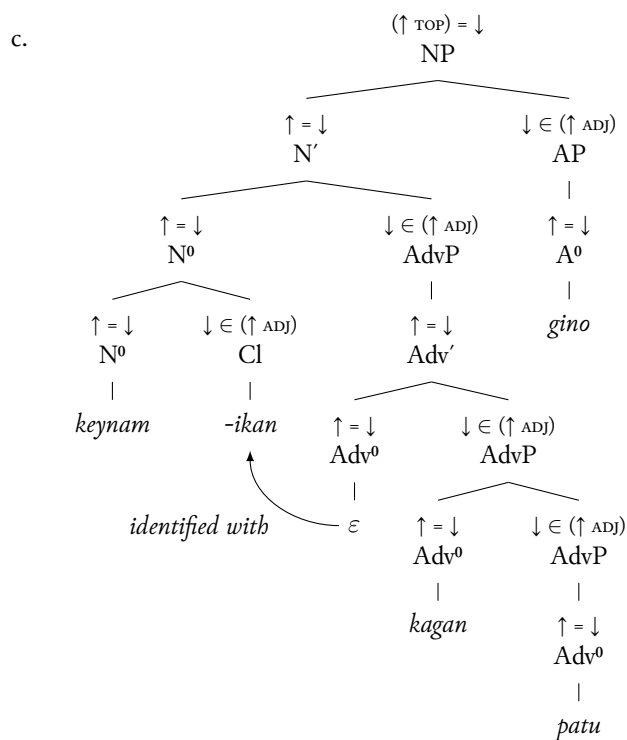 c.
(↑ TOP) = ↓
NP
↑ = ↓ ↓ ∈ (↑ ADJ)
N′ AP
↑ = ↓ ↓ ∈ (↑ ADJ) ↑ = ↓
N⁰ AdvP A⁰
↑ = ↓ ↓ ∈ (↑ ADJ) ↑ = ↓ gino
N⁰ Cl Adv′
keynam -ikan ↑ = ↓ ↓ ∈ (↑ ADJ)
Adv⁰ AdvP
identified with ε ↑ = ↓ ↓ ∈ (↑ ADJ)
Adv⁰ AdvP
kagan ↑ = ↓
Adv⁰
patu